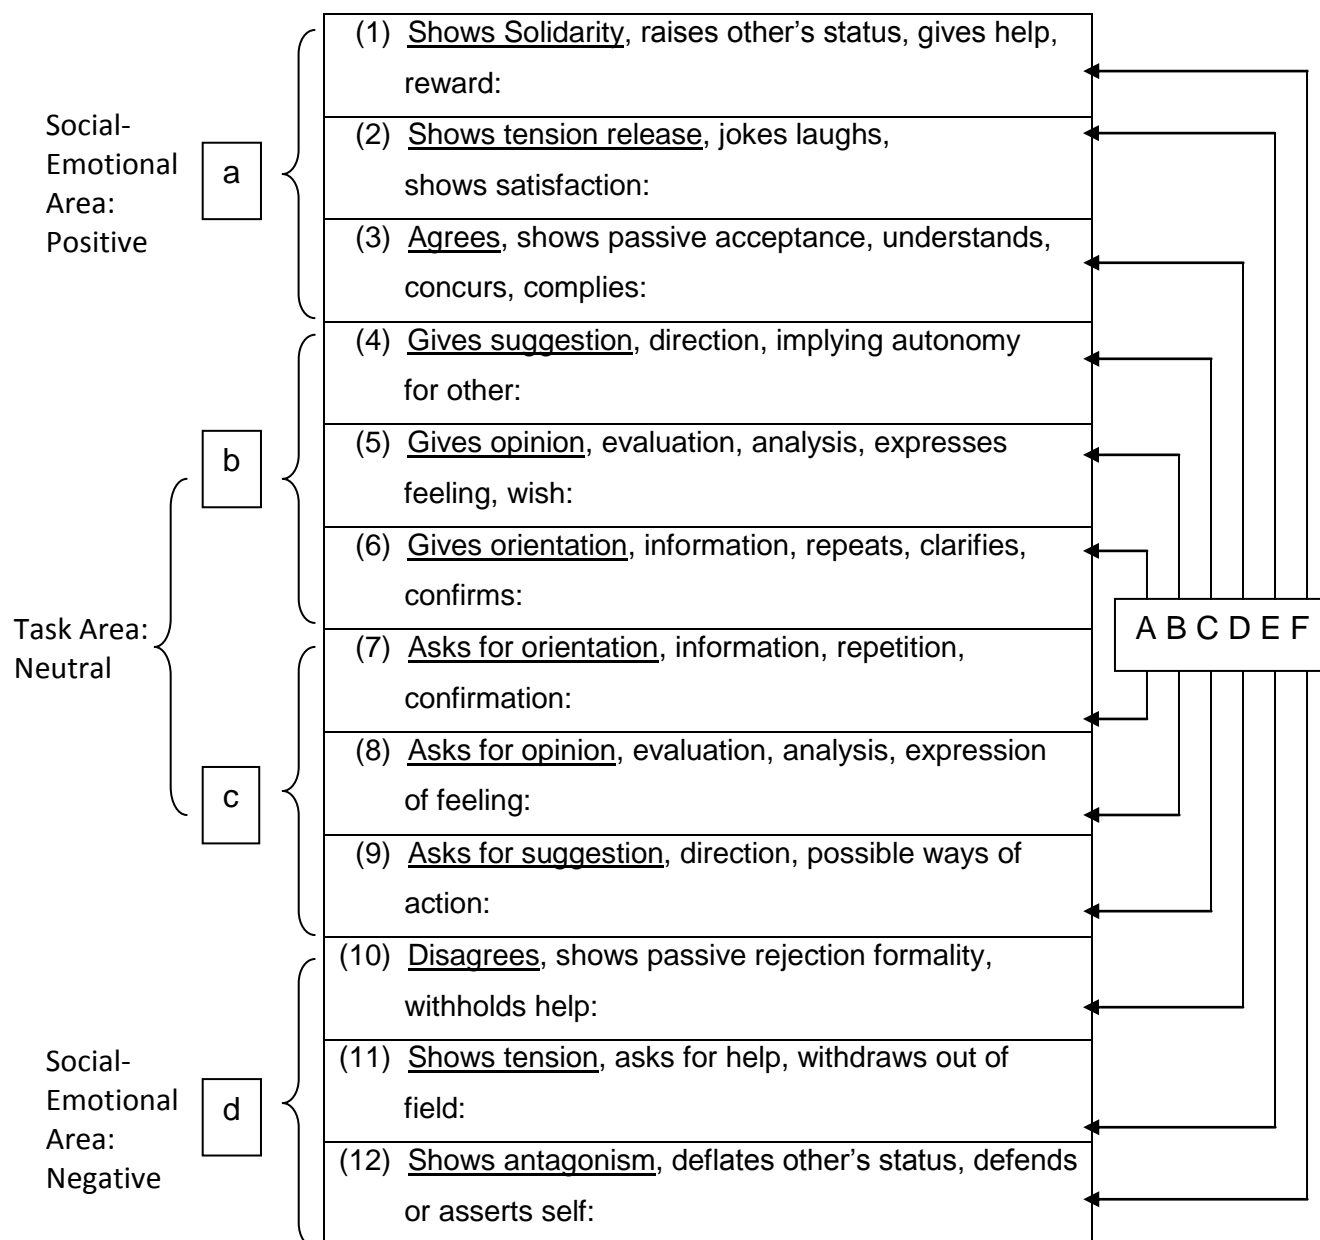 (1) Shows Solidarity, raises other’s status, gives help,
reward:
Social-
Emotional
Area:
Positive
a
(2) Shows tension release, jokes laughs,
shows satisfaction:
(3) Agrees, shows passive acceptance, understands,
concurs, complies:
(4) Gives suggestion, direction, implying autonomy
for other:
b
(5) Gives opinion, evaluation, analysis, expresses
feeling, wish:
(6) Gives orientation, information, repeats, clarifies,
confirms:
Task Area:
Neutral
A B C D E F
(7) Asks for orientation, information, repetition,
confirmation:
c
(8) Asks for opinion, evaluation, analysis, expression
of feeling:
(9) Asks for suggestion, direction, possible ways of
action:
(10) Disagrees, shows passive rejection formality,
withholds help:
Social-
Emotional
Area:
Negative
d
(11) Shows tension, asks for help, withdraws out of
field:
(12) Shows antagonism, deflates other’s status, defends
or asserts self: